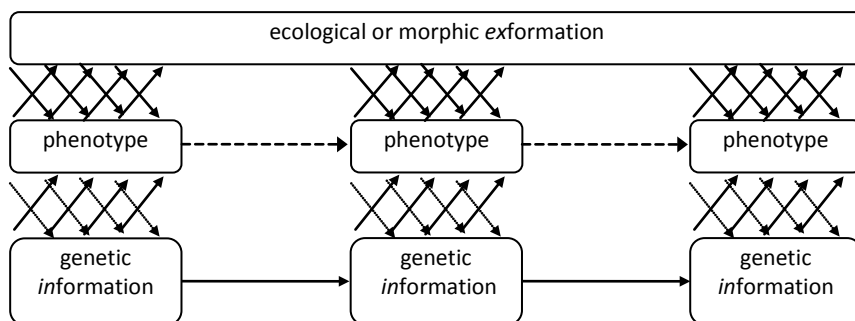 ecological or morphic exformation
phenotype phenotype phenotype
genetic genetic genetic
information information information